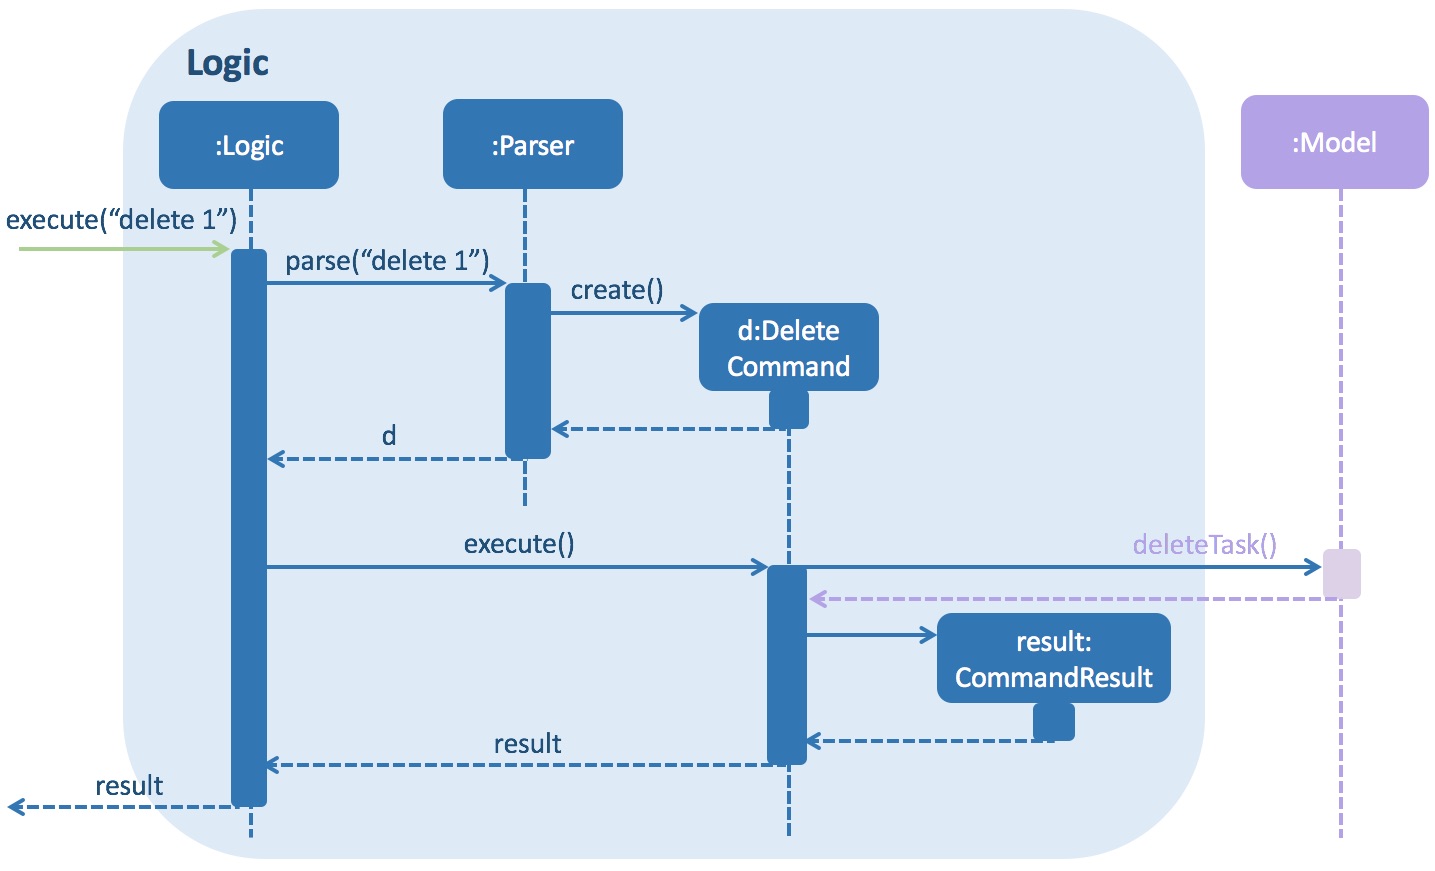 Logic
:Logic
:Parser
:Model
execute(“delete 1”)
parse(“delete 1”)
create()
d:Delete
Command
d
execute()
deleteTask()
result:
CommandResult
result
result